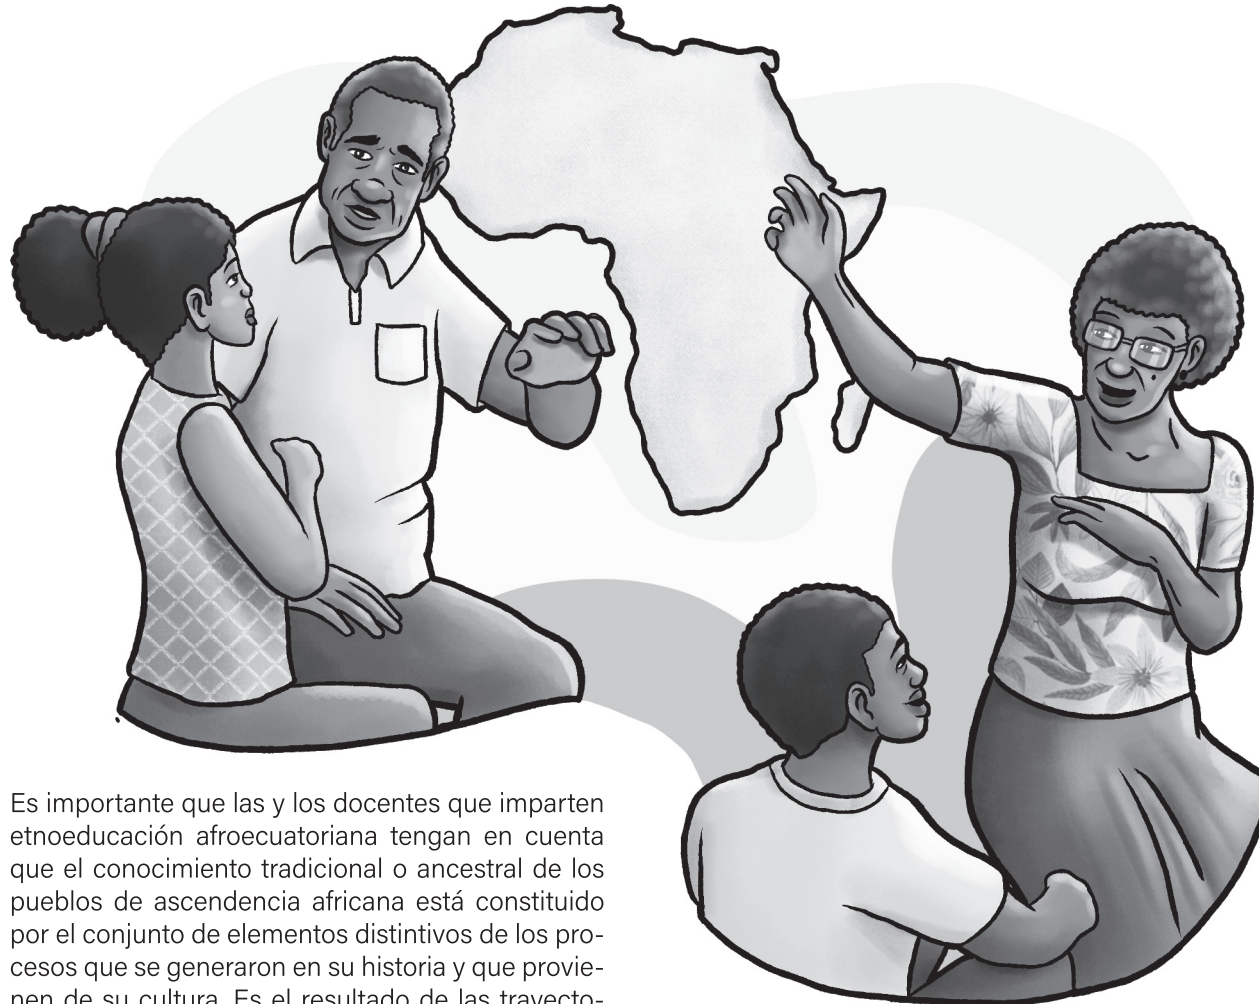 Es importante que las y los docentes que imparten
etnoeducación afroecuatoriana tengan en cuenta
que el conocimiento tradicional o ancestral de los
pueblos de ascendencia africana está constituido
por el conjunto de elementos distintivos de los pro-
cesos que se generaron en su historia y que provie-
nen de su cultura. Es el resultado de las trayecto-